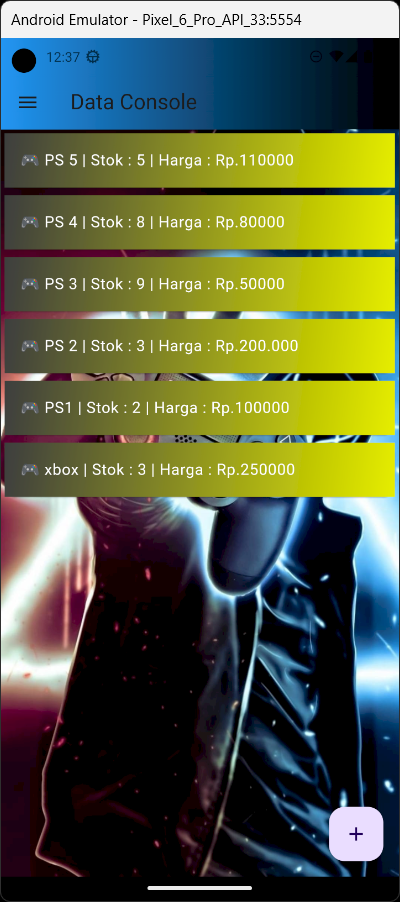 Android Emulator - Pixel_6_Pro_API_33:5554
12:37
Data Console
🎮 PS 5 | Stok : 5 | Harga : Rp.110000
🎮 PS 4 | Stok : 8 | Harga : Rp.80000
🎮 PS 3 | Stok : 9 | Harga : Rp.50000
🎮 PS 2 | Stok : 3 | Harga : Rp.200.000
🎮 PS1 | Stok : 2 | Harga : Rp.100000
🎮 xbox | Stok : 3 | Harga : Rp.250000
+